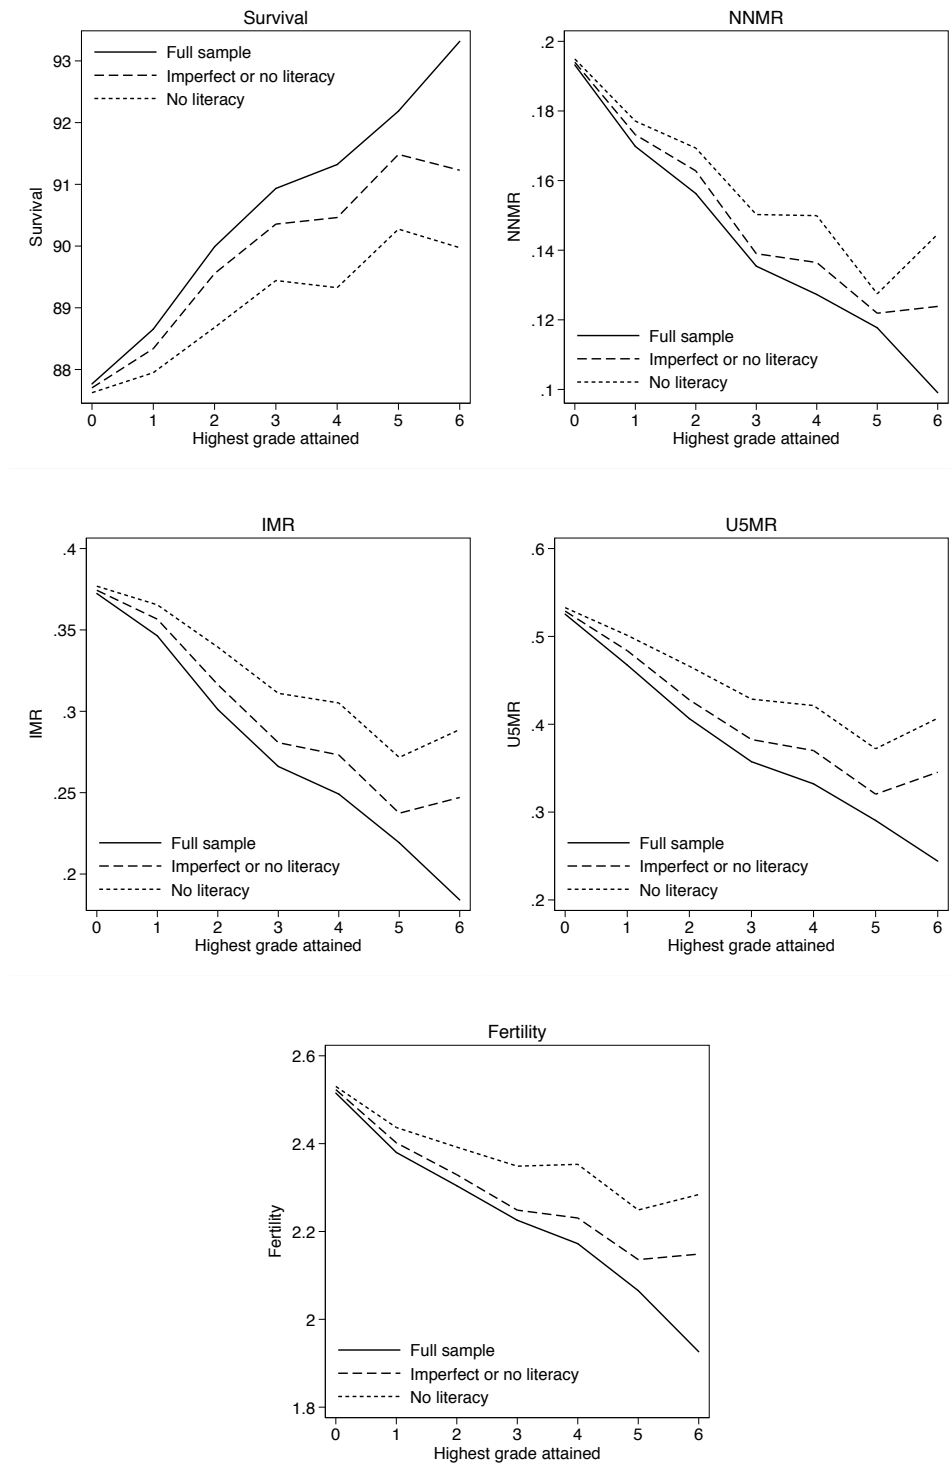 Survival
93
92
91
90
89
88
Survival
Full sample
Imperfect or no literacy
No literacy
0 1 2 3 4 5 6
Highest grade attained
NNMR
.2
.18
.16
.14
.12
.1
NNMR
Full sample
Imperfect or no literacy
No literacy
0 1 2 3 4 5 6
Highest grade attained
IMR
.4
.35
.3
.25
.2
IMR
Full sample
Imperfect or no literacy
No literacy
0 1 2 3 4 5 6
Highest grade attained
U5MR
.6
.5
.4
.3
.2
U5MR
Full sample
Imperfect or no literacy
No literacy
0 1 2 3 4 5 6
Highest grade attained
Fertility
2.6
2.4
2.2
2
1.8
Fertility
Full sample
Imperfect or no literacy
No literacy
0 1 2 3 4 5 6
Highest grade attained